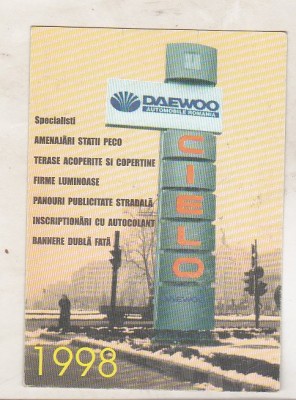 DAEWOO
AUTOMOBILE ROMANIA
CIELO
Specialisti
AMENAJĂRI STATII PECO
TERASE ACOPERITE SI COPERTINE
FIRME LUMINOASE
PANOURI PUBLICITATE STRADALĂ
INSCRIPTIONĂRI CU AUTOCOLANT
BANNERE DUBLĂ FATĂ
DAEWOO
1998